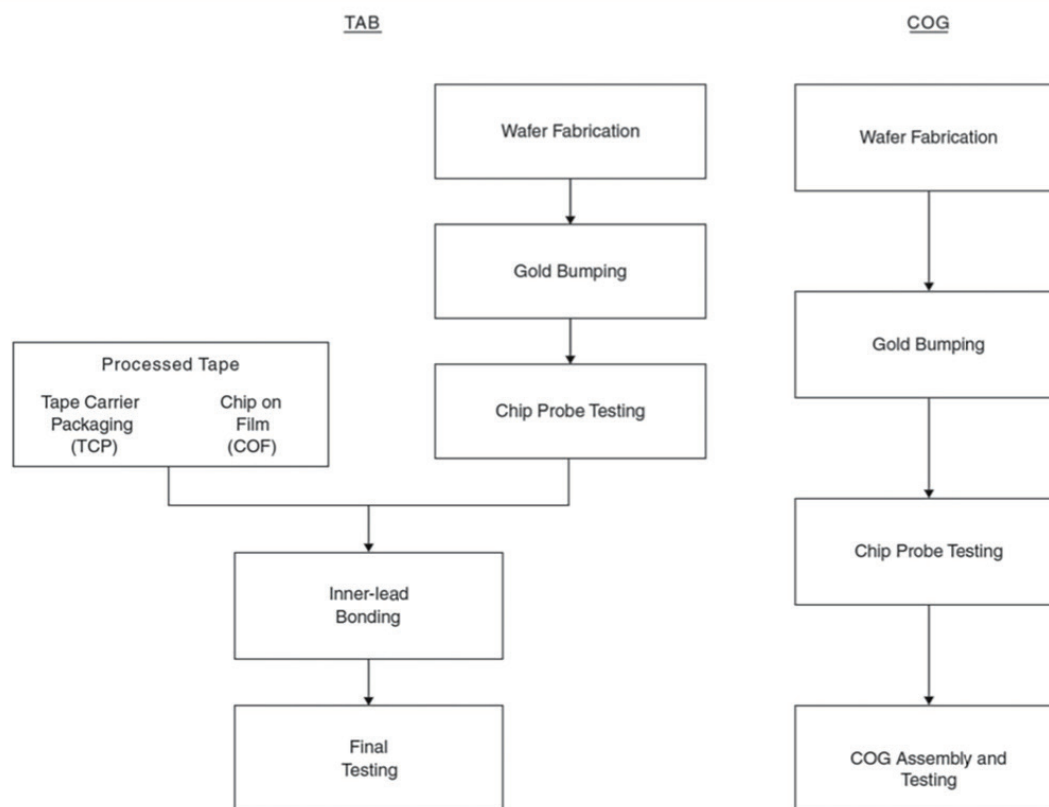 TAB
Wafer Fabrication
Gold Bumping
Processed Tape
Tape Carrier
Packaging
(TCP)
Chip on
Film
(COF)
Chip Probe Testing
Inner-lead
Bonding
Final
Testing
COG
Wafer Fabrication
Gold Bumping
Chip Probe Testing
COG Assembly and
Testing